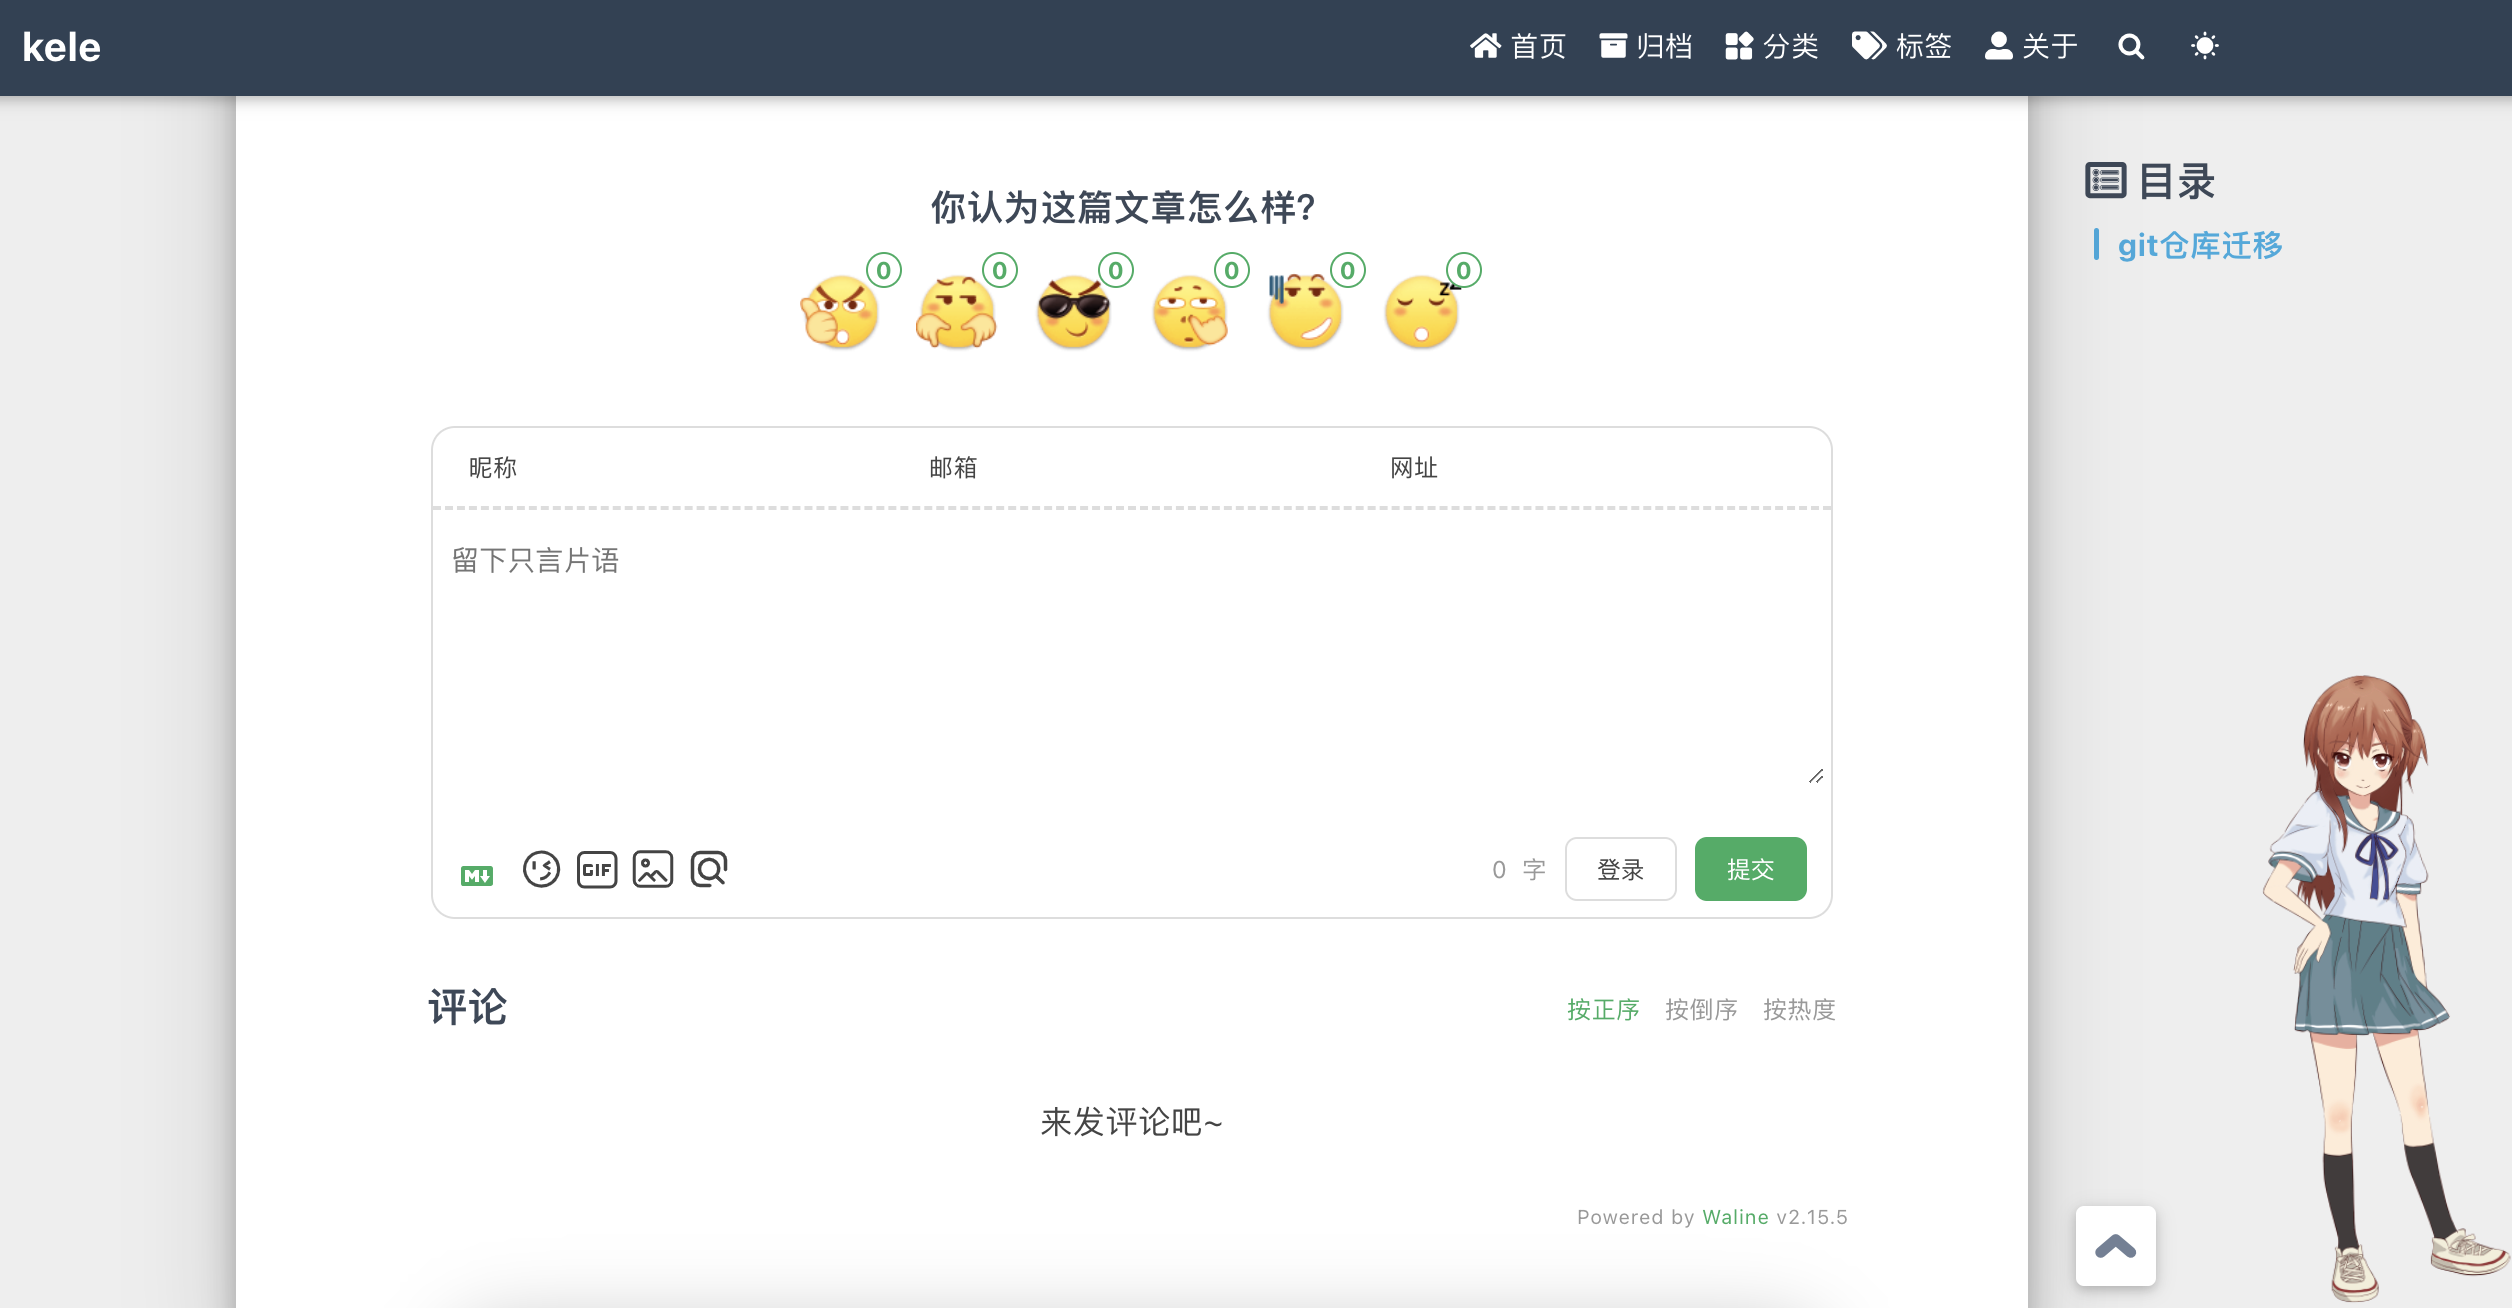 kele
首页 归档 分类 标签 关于
目录
git仓库迁移
你认为这篇文章怎么样?
0 0 0 0 0 0
z
昵称 邮箱 网址
留下只言片语
M↓ GIF 0 字 登录 提交
评论 按正序 按倒序 按热度
来发评论吧~
Powered by Waline v2.15.5